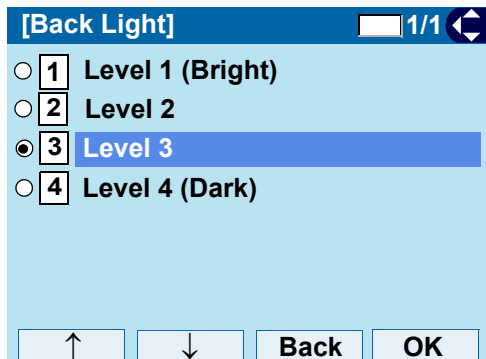 [Back Light] 1/1
1 Level 1 (Bright)
2 Level 2
3 Level 3
4 Level 4 (Dark)
↑ ↓ Back OK